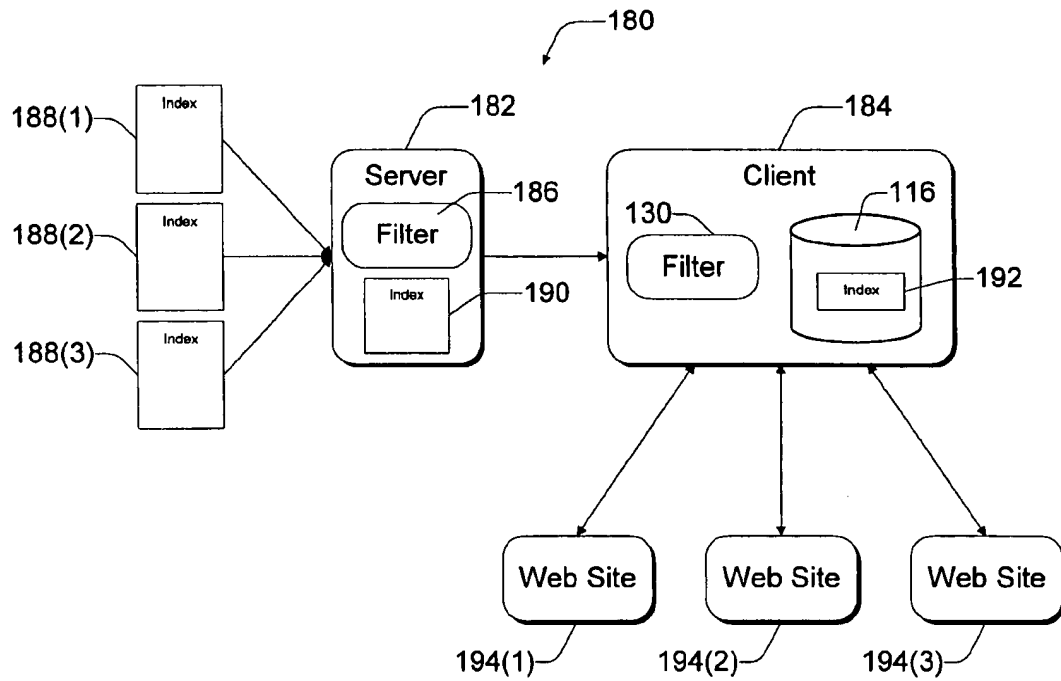 180
188(1)
Index
182
184
Server
Client
186
116
130
188(2)
Index
Filter
Filter
Index
190
Index
192
188(3)
Index
Web Site
Web Site
Web Site
194(1)
194(2)
194(3)